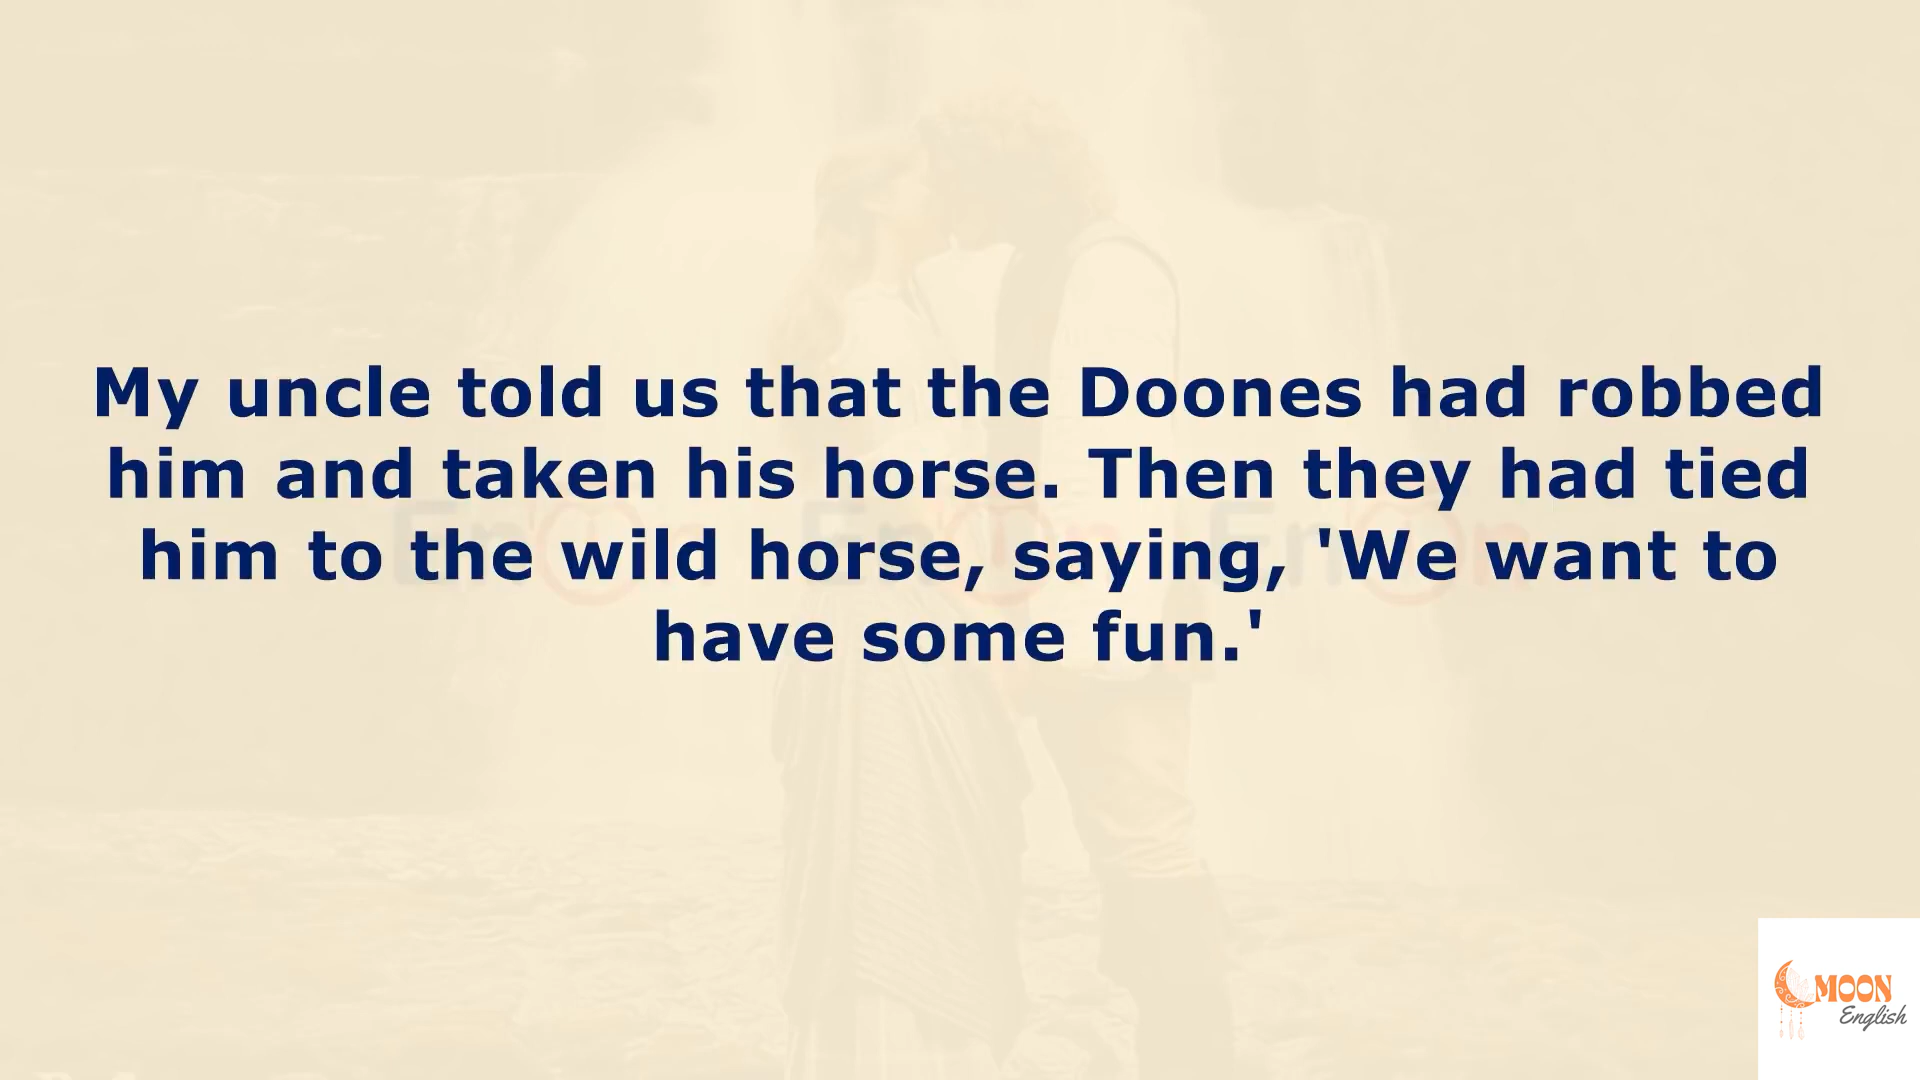 My uncle told us that the Doones had robbed
him and taken his horse. Then they had tied
him to the wild horse, saying, 'We want to
have some fun.'
MOON
English